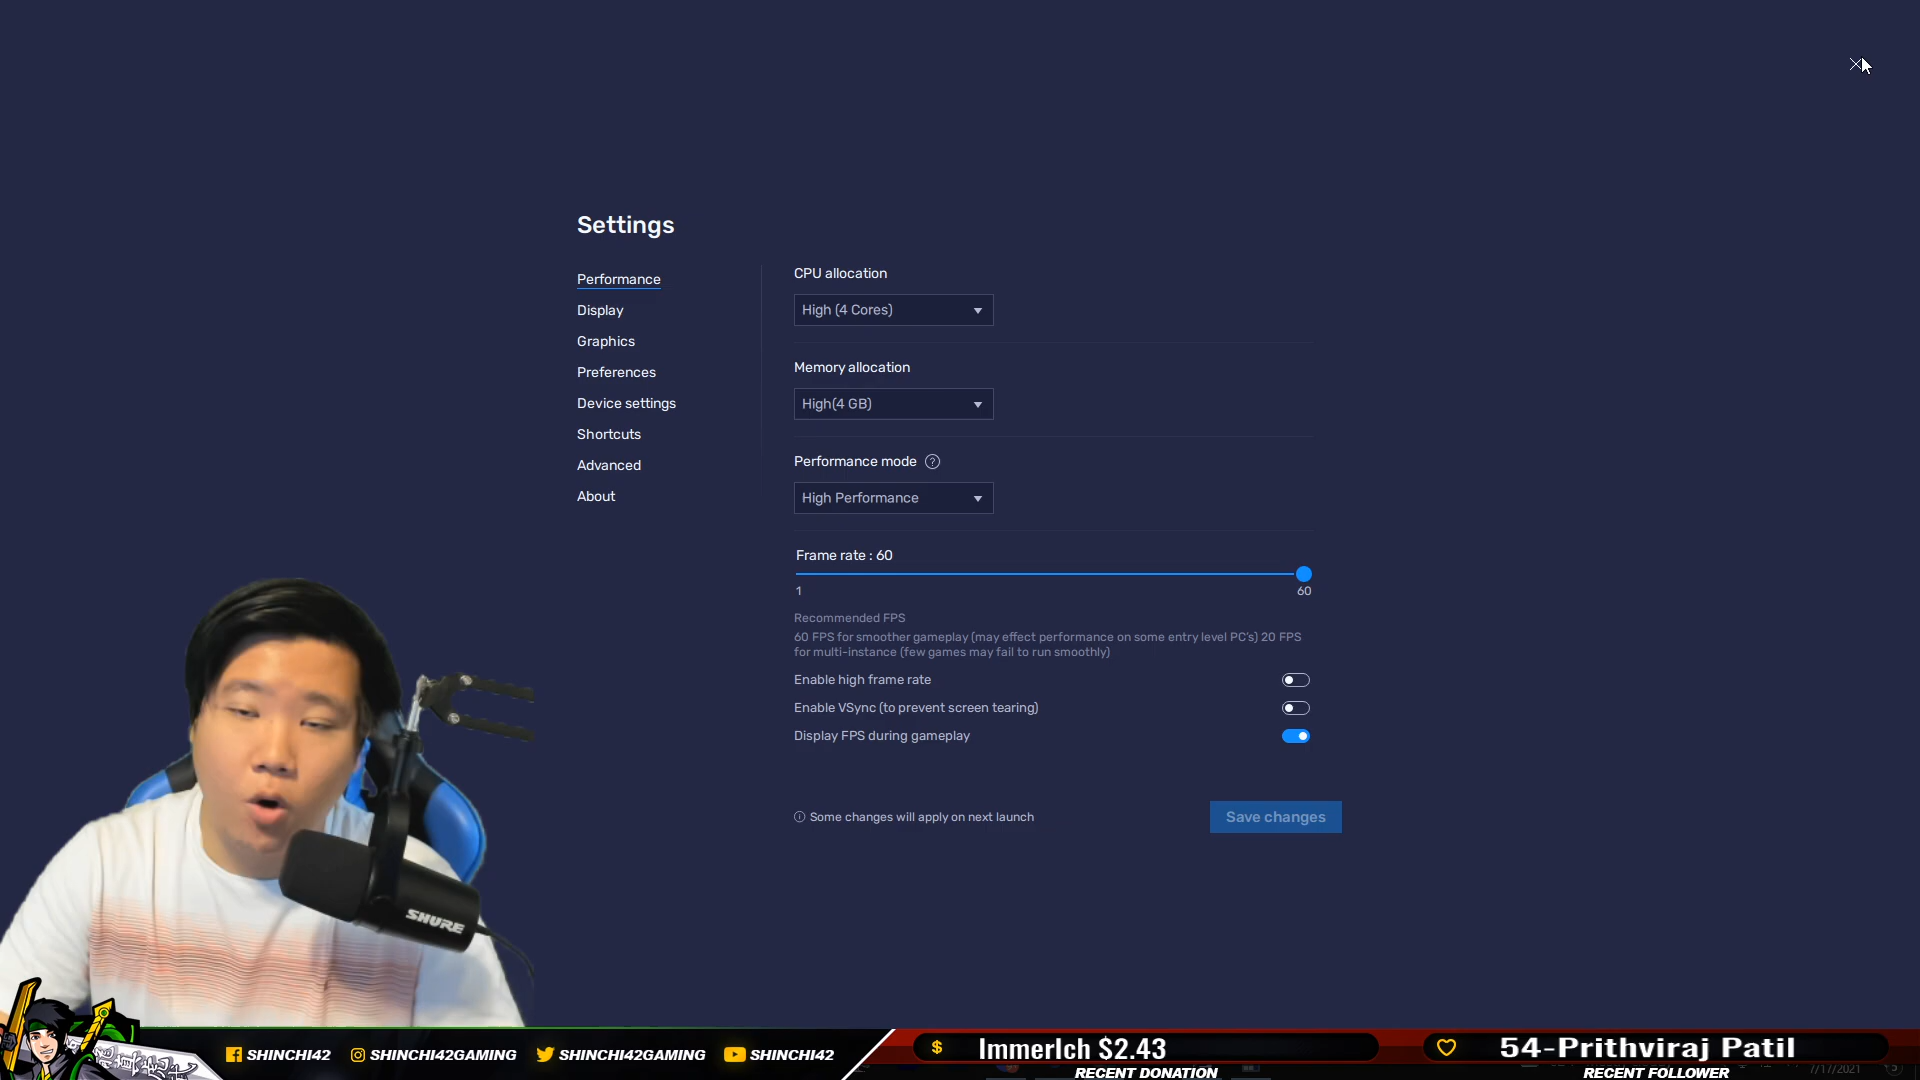 Settings
Performance
Display
Graphics
Preferences
Device settings
Shortcuts
Advanced
About
CPU allocation
High (4 Cores)
Memory allocation
High(4 GB)
Performance mode ?
High Performance
Frame rate : 60
1
60
Recommended FPS
60 FPS for smoother gameplay (may effect performance on some entry level PC's) 20 FPS
for multi-instance (few games may fail to run smoothly)
Enable high frame rate
Enable VSync (to prevent screen tearing)
Display FPS during gameplay
Some changes will apply on next launch
Save changes
SHURE
SHINCHI42
SHINCHI42GAMING
SHINCHI42GAMING
SHINCHI42
$ ImmerIch $2.43
RECENT DONATION
54-Prithviraj Patil
RECENT FOLLOWER
7/17/2021